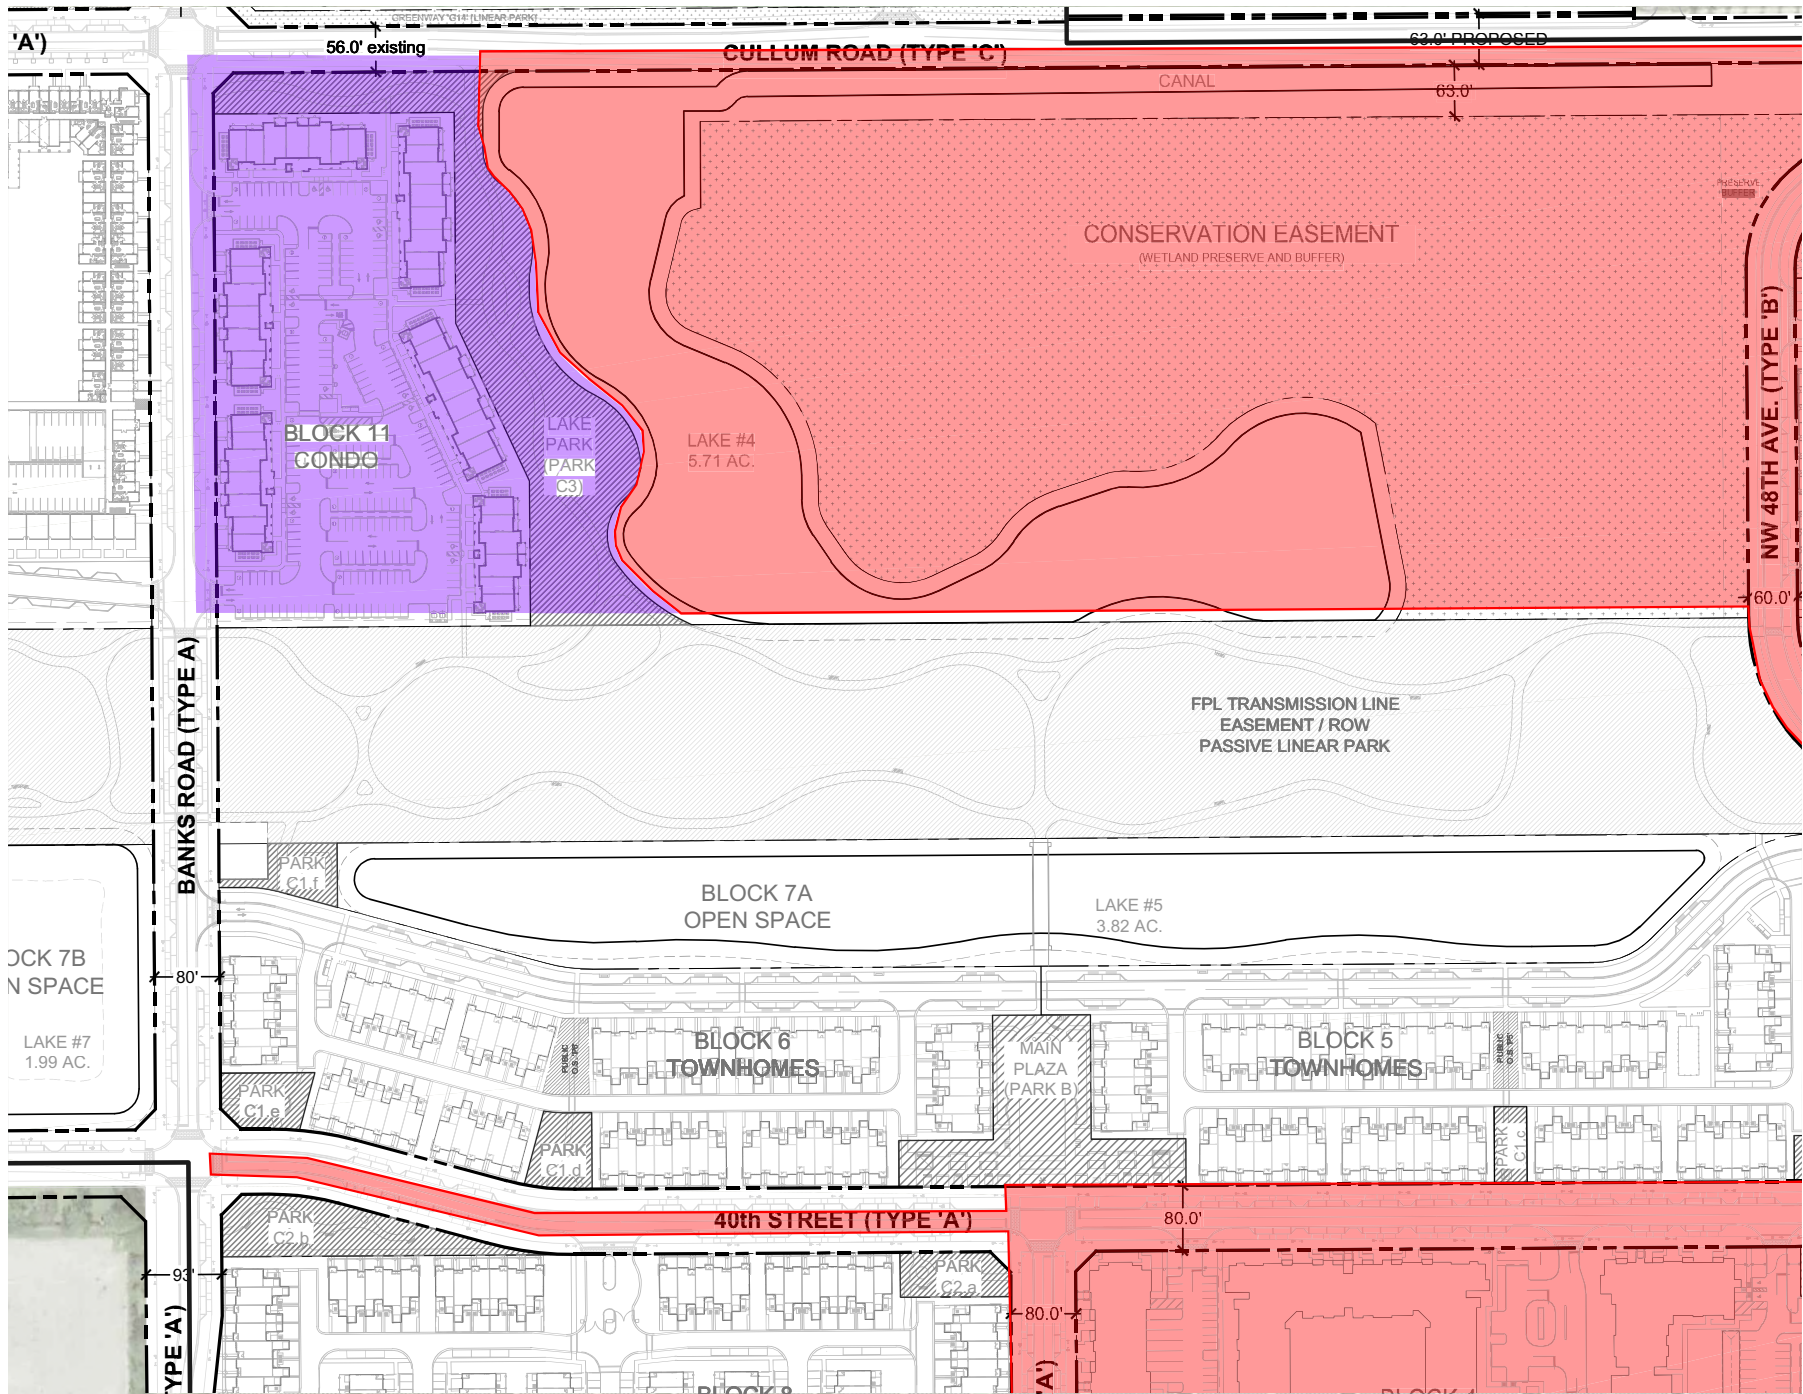 GREENWAY 'G14' (LINEAR PARK)
'A')
56.0' existing
CULLUM ROAD (TYPE 'C')
63.0' PROPOSED
CANAL
63.0'
PRESERVE
BUFFER
CONSERVATION EASEMENT
(WETLAND PRESERVE AND BUFFER)
NW 48TH AVE. (TYPE 'B')
BLOCK 11
CONDO
LAKE
PARK
(PARK
C3)
LAKE #4
5.71 AC.
60.0'
BANKS ROAD (TYPE A)
FPL TRANSMISSION LINE
EASEMENT / ROW
PASSIVE LINEAR PARK
PARK
C1.f
BLOCK 7A
OPEN SPACE
LAKE #5
3.82 AC.
OCK 7B
N SPACE
80'
LAKE #7
1.99 AC.
BLOCK 6
TOWNHOMES
PUBLIC
MAIN
PLAZA
(PARK B)
BLOCK 5
TOWNHOMES
PUBLIC
PARK
C1.e
PARK
C1.d
PARK
C1.c
PARK
C2.b
40th STREET (TYPE 'A')
80.0'
93'
PARK
C2.a
80.0'
YPE 'A')
'A')
BLOCK 8
BLOCK 4